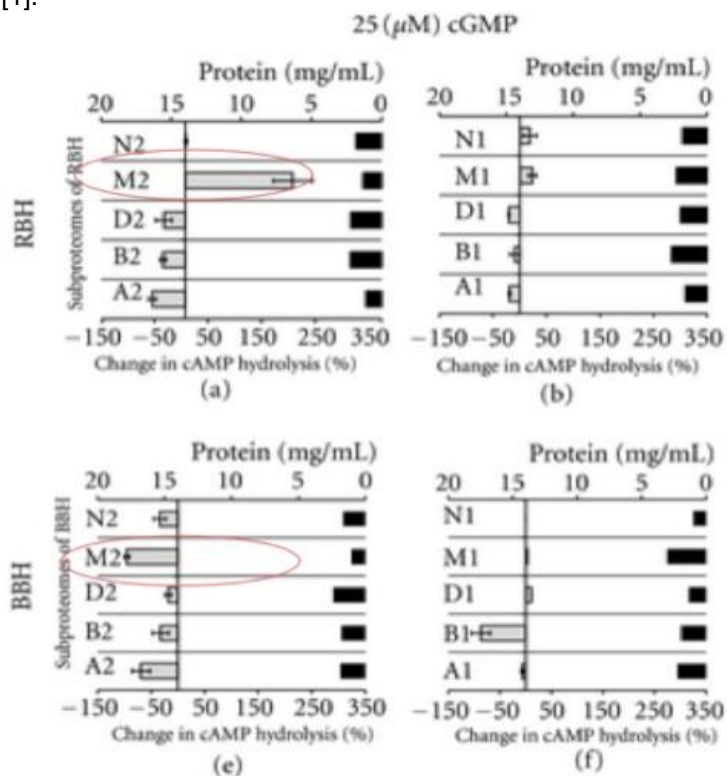 [1].
25 (μM) cGMP
Protein (mg/mL)
20 15 10 5 0
RBH
Subproteomes of RBH
N2
M2
D2
B2
A2
−150 −50 50 150 250 350
Change in cAMP hydrolysis (%)
(a)
Protein (mg/mL)
20 15 10 5 0
N1
M1
D1
B1
A1
−150 −50 50 150 250 350
Change in cAMP hydrolysis (%)
(b)
Protein (mg/mL)
20 15 10 5 0
BBH
Subproteomes of BBH
N2
M2
D2
B2
A2
−150 −50 50 150 250 350
Change in cAMP hydrolysis (%)
(e)
Protein (mg/mL)
20 15 10 5 0
N1
M1
D1
B1
A1
−150 −50 50 150 250 350
Change in cAMP hydrolysis (%)
(f)